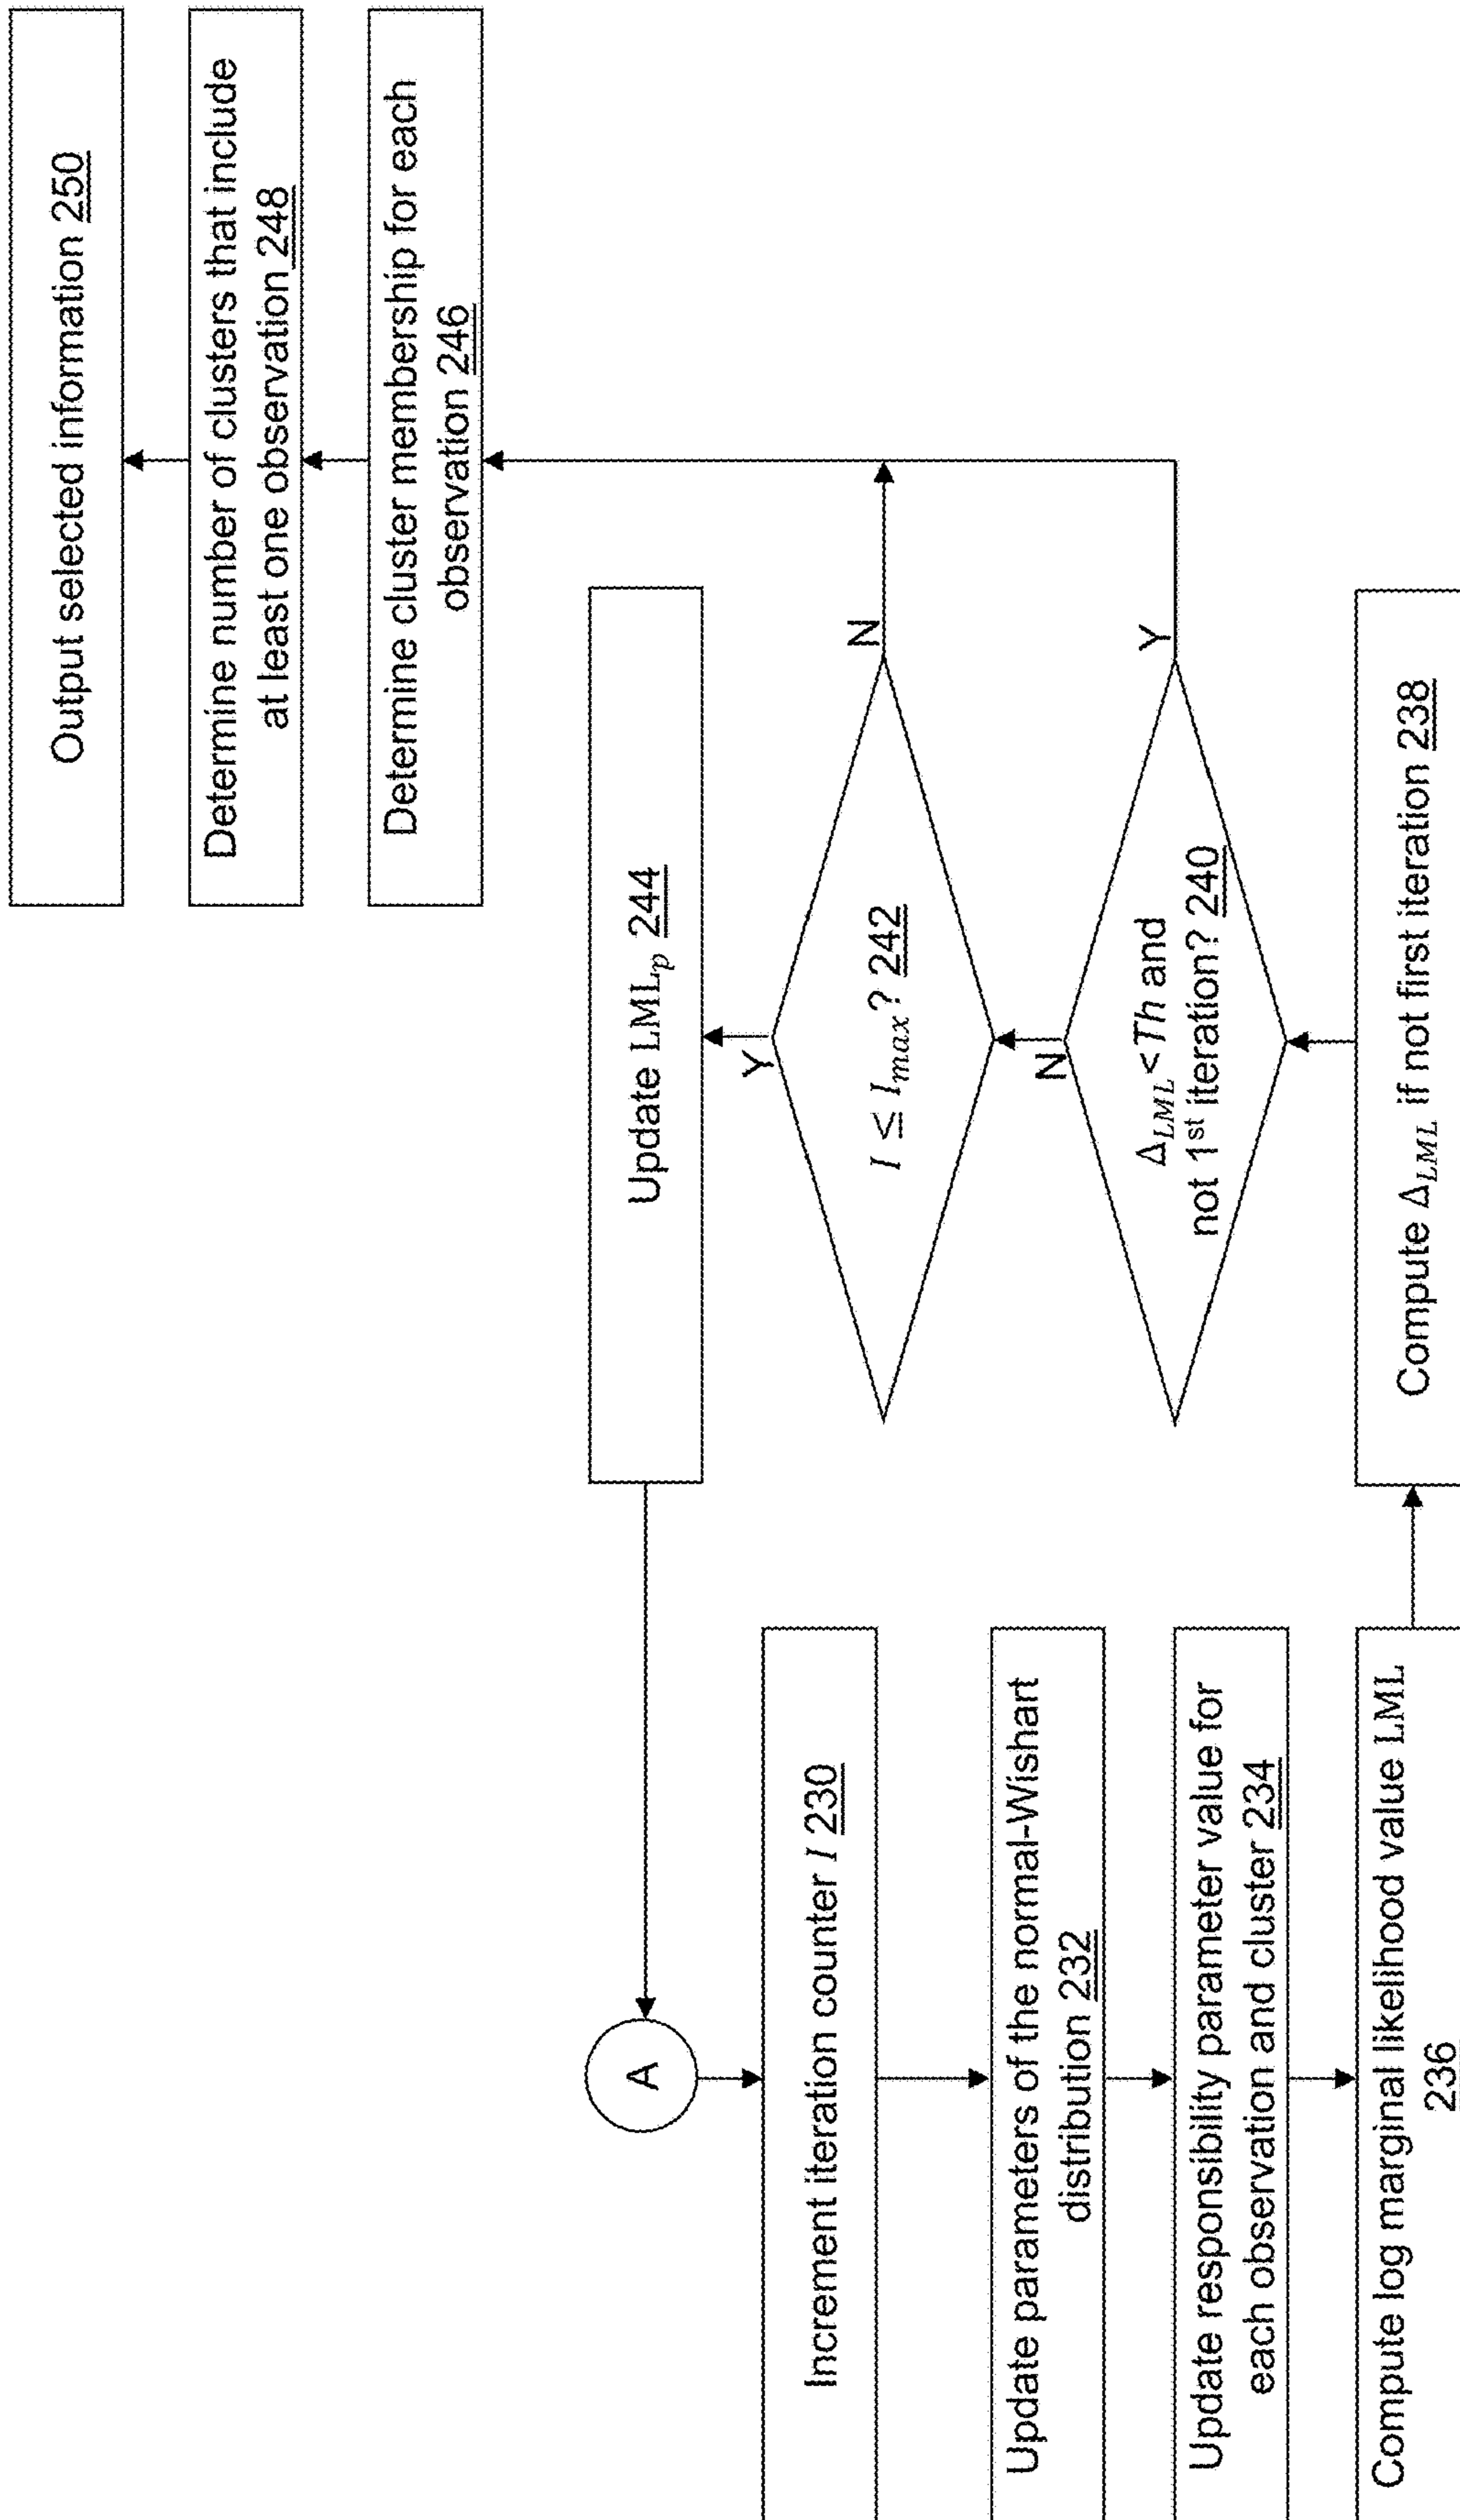 A
Increment iteration counter I 230
Update parameters of the normal-Wishart
distribution 232
Update responsibility parameter value for
each observation and cluster 234
Compute log marginal likelihood value LML
236
Compute Δ_LML if not first iteration 238
Δ_LML<Th and
not 1st iteration? 240
N
Y
I ≤ I_max? 242
Y
N
Update LML_p 244
Determine cluster membership for each
observation 246
Determine number of clusters that include
at least one observation 248
Output selected information 250